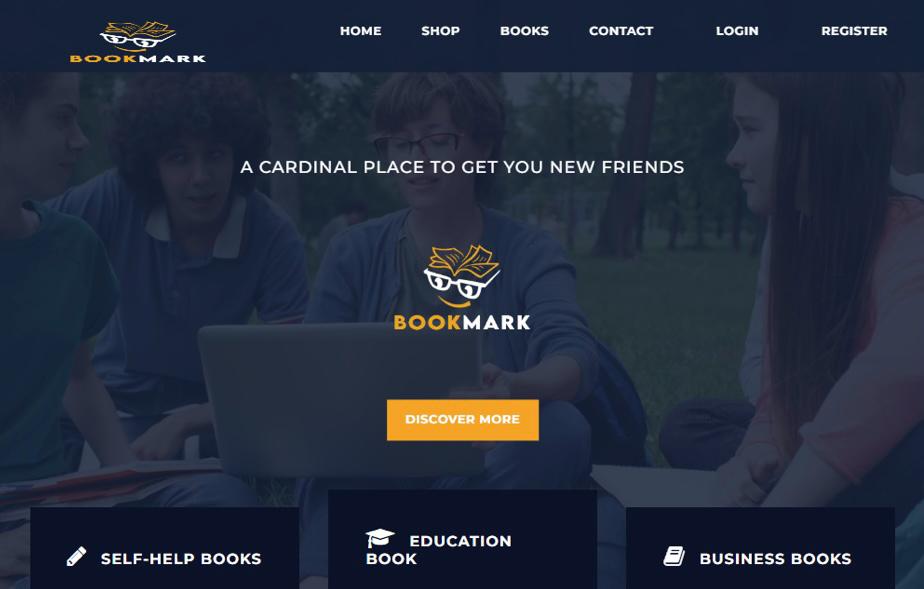 BOOKMARK
HOME SHOP BOOKS CONTACT LOGIN REGISTER
A CARDINAL PLACE TO GET YOU NEW FRIENDS
BOOKMARK
DISCOVER MORE
SELF-HELP BOOKS
EDUCATION
BOOK
BUSINESS BOOKS